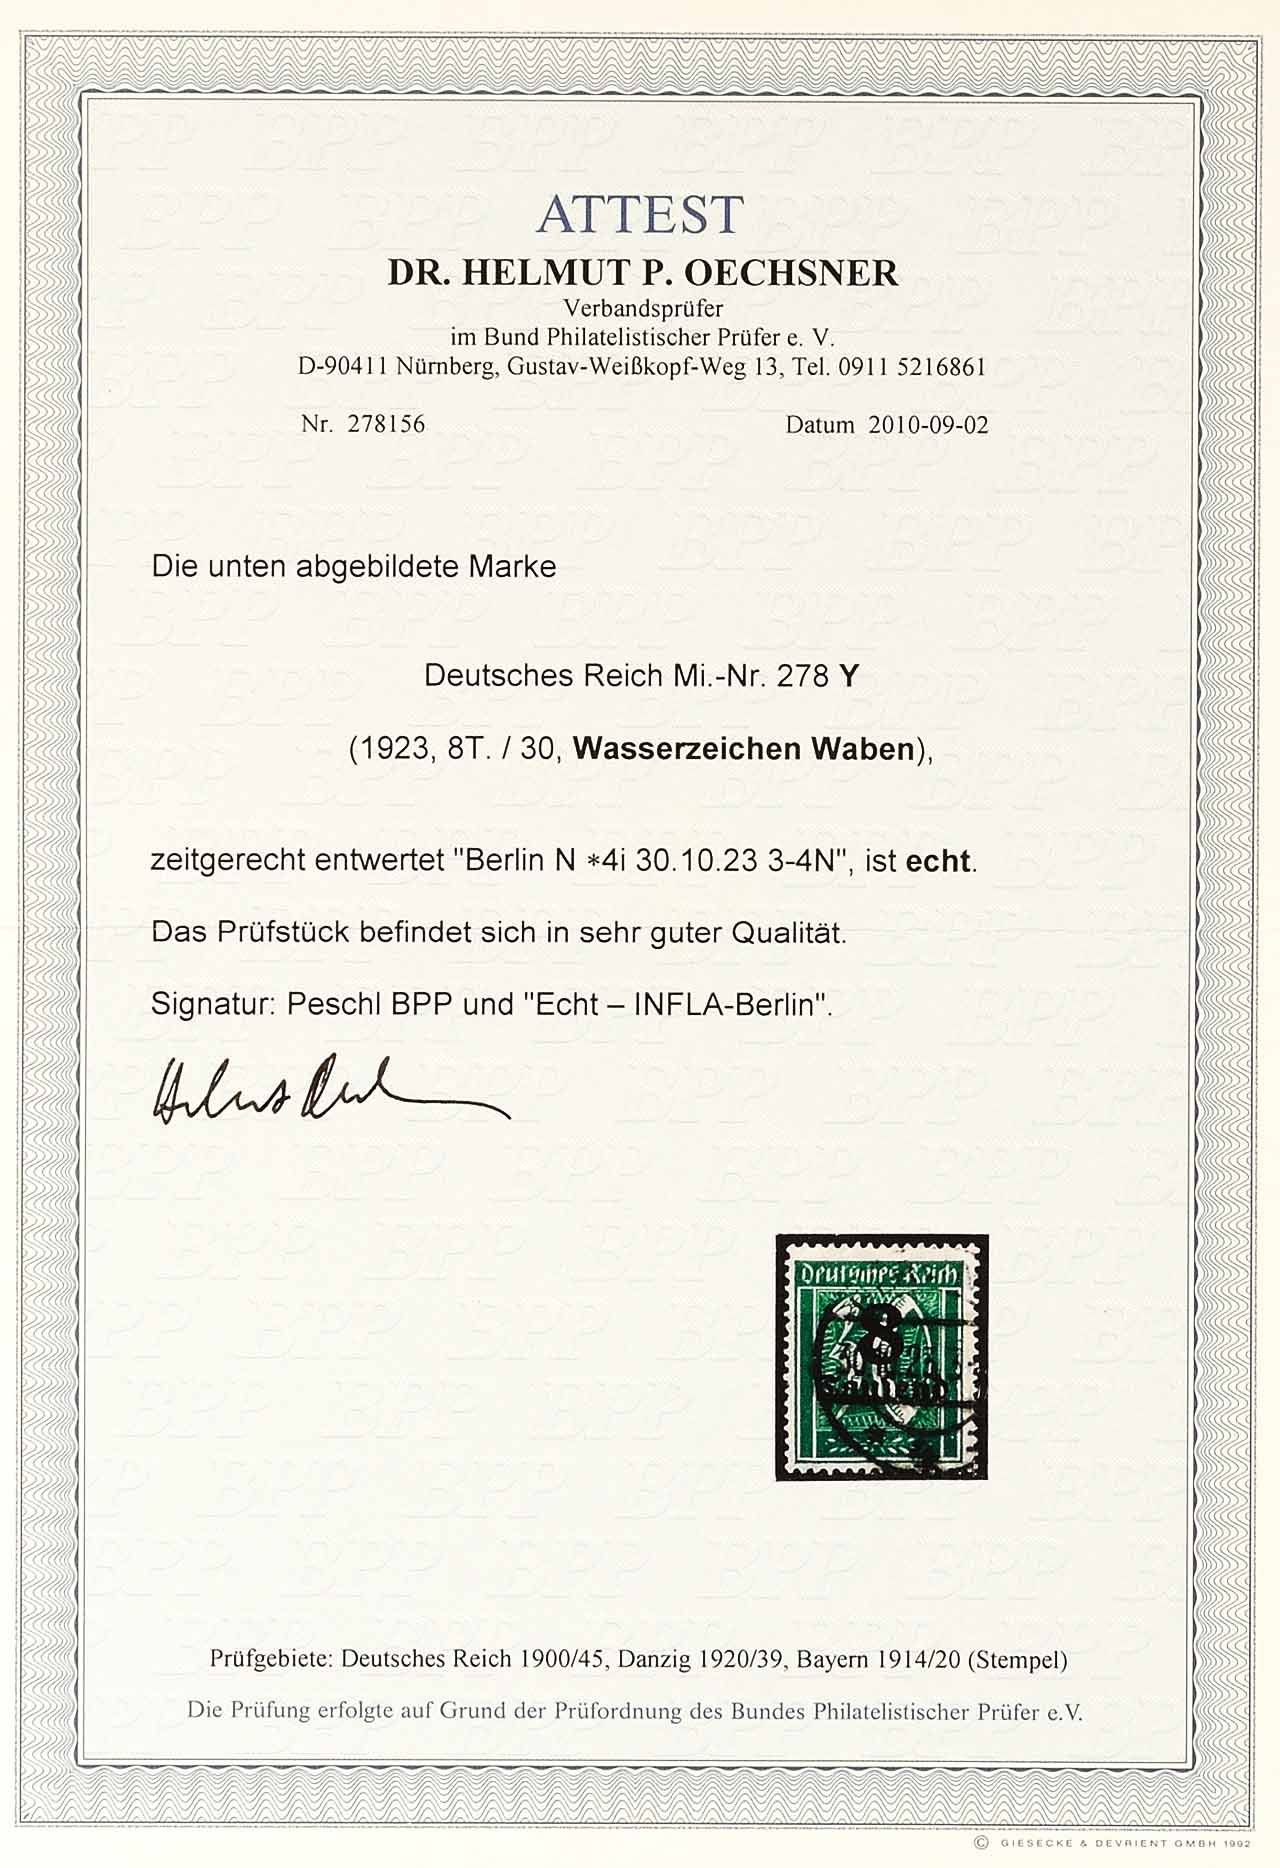 ATTEST
DR. HELMUT P. OECHSNER
Verbandsprüfer
im Bund Philatelistischer Prüfer e. V.
D-90411 Nürnberg, Gustav-Weißkopf-Weg 13, Tel. 0911 5216861
Nr. 278156 Datum 2010-09-02
Die unten abgebildete Marke
Deutsches Reich Mi.-Nr. 278 Y
(1923, 8T. / 30, Wasserzeichen Waben),
zeitgerecht entwertet "Berlin N *4i 30.10.23 3-4N", ist echt.
Das Prüfstück befindet sich in sehr guter Qualität.
Signatur: Peschl BPP und "Echt – INFLA-Berlin".
Deutsches Reich
8
Tausend
Prüfgebiete: Deutsches Reich 1900/45, Danzig 1920/39, Bayern 1914/20 (Stempel)
Die Prüfung erfolgte auf Grund der Prüfordnung des Bundes Philatelistischer Prüfer e.V.
© GIESECKE & DEVRIENT GMBH 1992